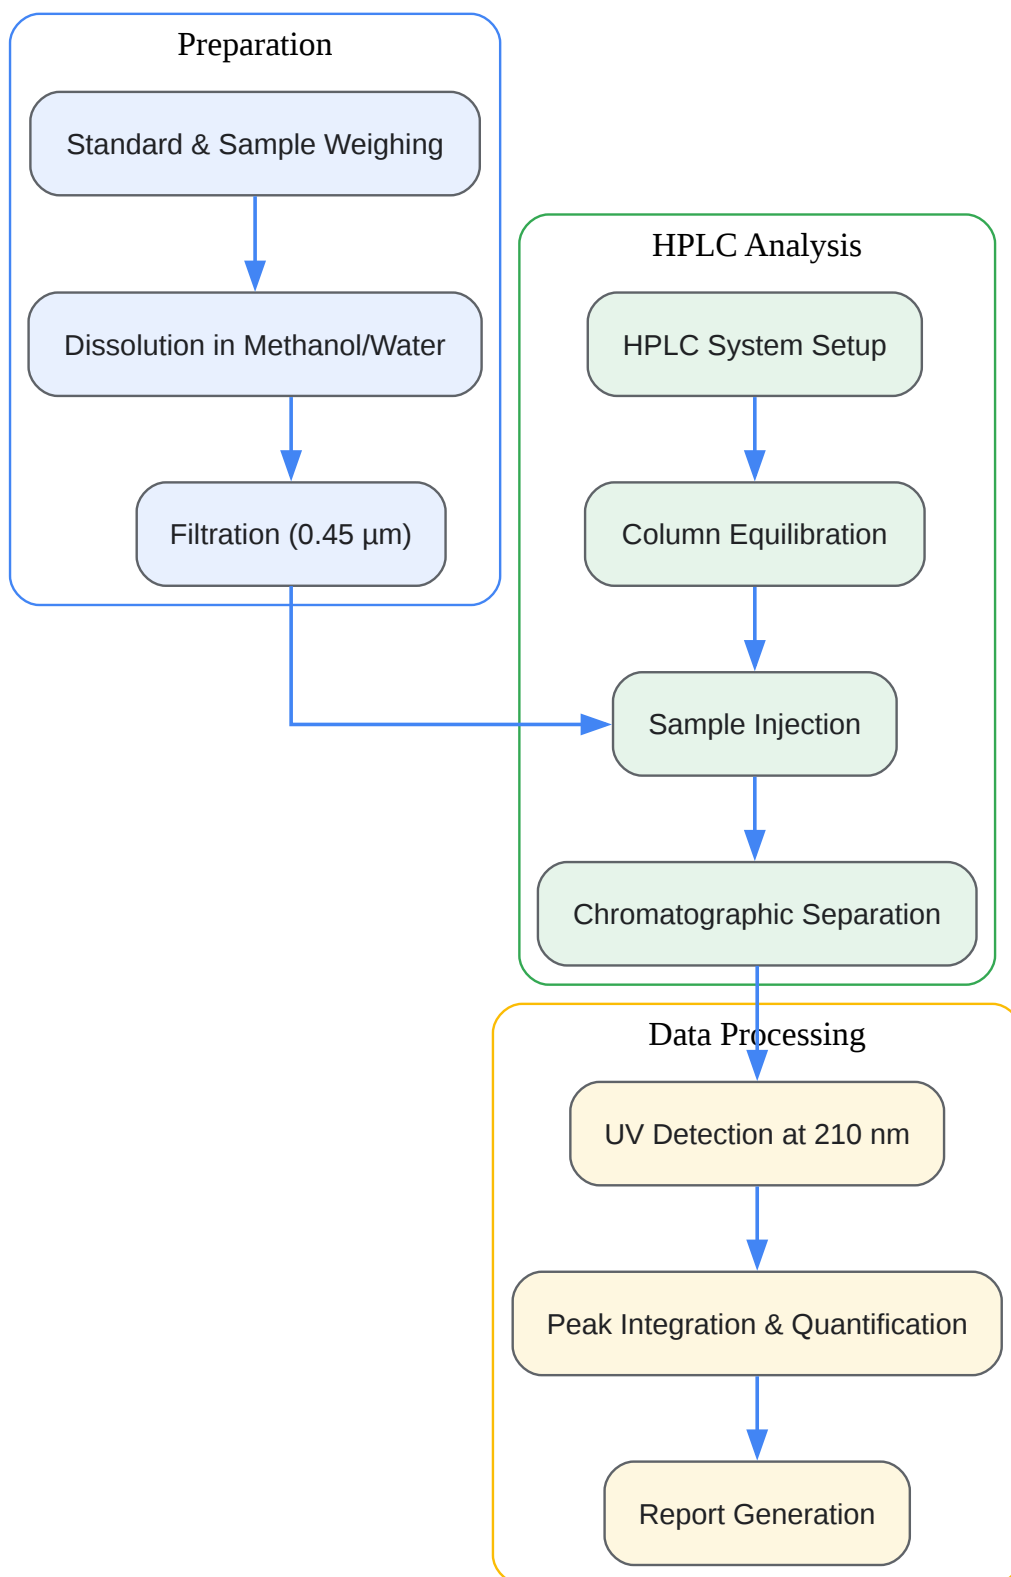 Preparation
Standard & Sample Weighing
Dissolution in Methanol/Water
Filtration (0.45 µm)
HPLC Analysis
HPLC System Setup
Column Equilibration
Sample Injection
Chromatographic Separation
Data Processing
UV Detection at 210 nm
Peak Integration & Quantification
Report Generation